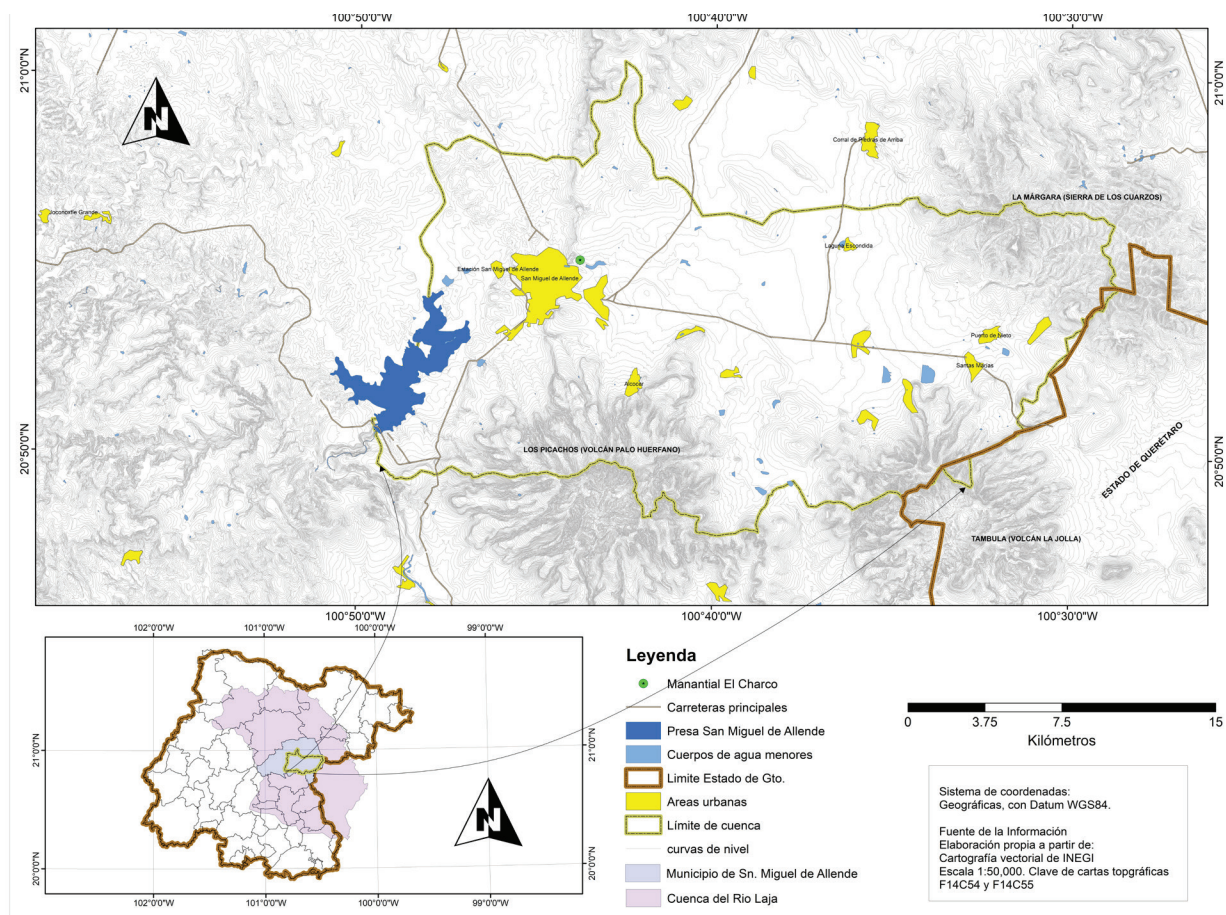 100°50'0"W
100°40'0"W
100°30'0"W
21°0'0"N
21°0'0"N
N
Corral de Piedras de Arriba
LA MÁRGARA (SIERRA DE LOS CUARZOS)
Joconostle Grande
Laguna Escondida
Estación San Miguel de Allende
San Miguel de Allende
Puerto de Nieto
Santas Marías
Alcocer
20°50'0"N
20°50'0"N
LOS PICACHOS (VOLCÁN PALO HUERFANO)
ESTADO DE QUERÉTARO
TAMBULA (VOLCÁN LA JOLLA)
100°50'0"W
100°40'0"W
100°30'0"W
102°0'0"W
101°0'0"W
100°0'0"W
99°0'0"W
21°0'0"N
21°0'0"N
20°0'0"N
20°0'0"N
N
102°0'0"W
101°0'0"W
100°0'0"W
99°0'0"W
Leyenda
Manantial El Charco
Carreteras principales
Presa San Miguel de Allende
Cuerpos de agua menores
Limite Estado de Gto.
Areas urbanas
Límite de cuenca
curvas de nivel
Municipio de Sn. Miguel de Allende
Cuenca del Rio Laja
0 3.75 7.5 15
Kilómetros
Sistema de coordenadas:
Geográficas, con Datum WGS84.
Fuente de la Información
Elaboración propia a partir de:
Cartografía vectorial de INEGI
Escala 1:50,000. Clave de cartas topgráficas
F14C54 y F14C55